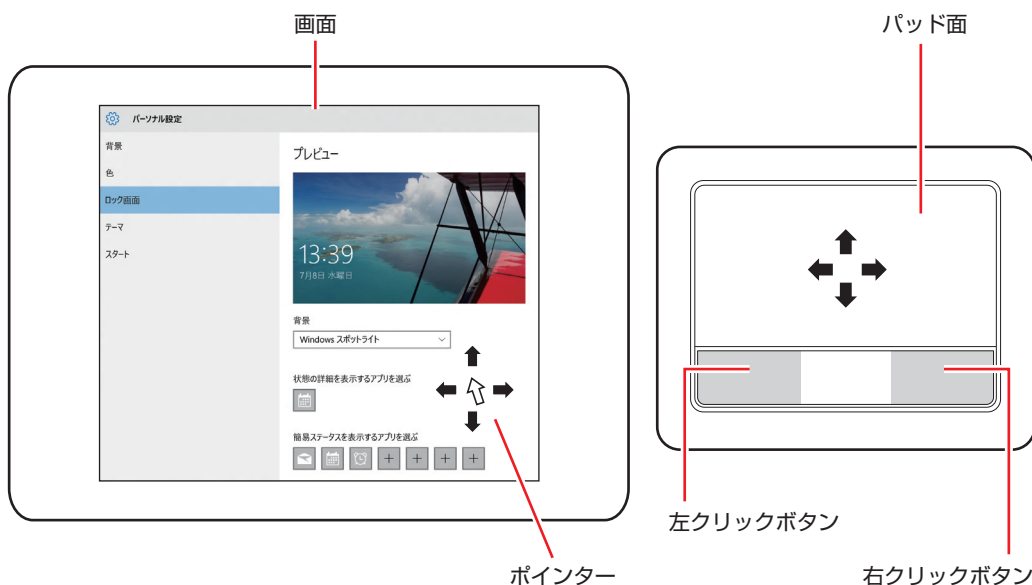 画面
パッド面
パーソナル設定
背景
色
ロック画面
テーマ
スタート
プレビュー
13:39
7月8日 水曜日
背景
Windows スポットライト
状態の詳細を表示するアプリを選ぶ
簡易ステータスを表示するアプリを選ぶ
左クリックボタン
ポインター
右クリックボタン